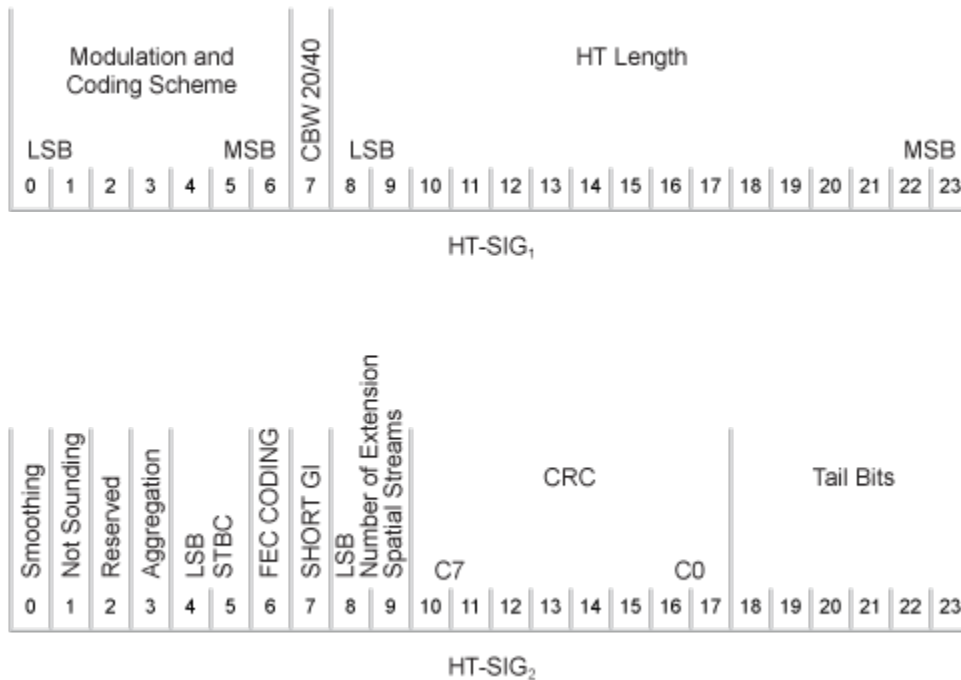 Modulation and
Coding Scheme
CBW 20/40
HT Length
LSB MSB LSB MSB
0 1 2 3 4 5 6 7 8 9 10 11 12 13 14 15 16 17 18 19 20 21 22 23
HT-SIG₁
Smoothing
Not Sounding
Reserved
Aggregation
LSB
STBC
FEC CODING
SHORT GI
LSB
Number of Extension
Spatial Streams
CRC
C7 C0
Tail Bits
0 1 2 3 4 5 6 7 8 9 10 11 12 13 14 15 16 17 18 19 20 21 22 23
HT-SIG₂